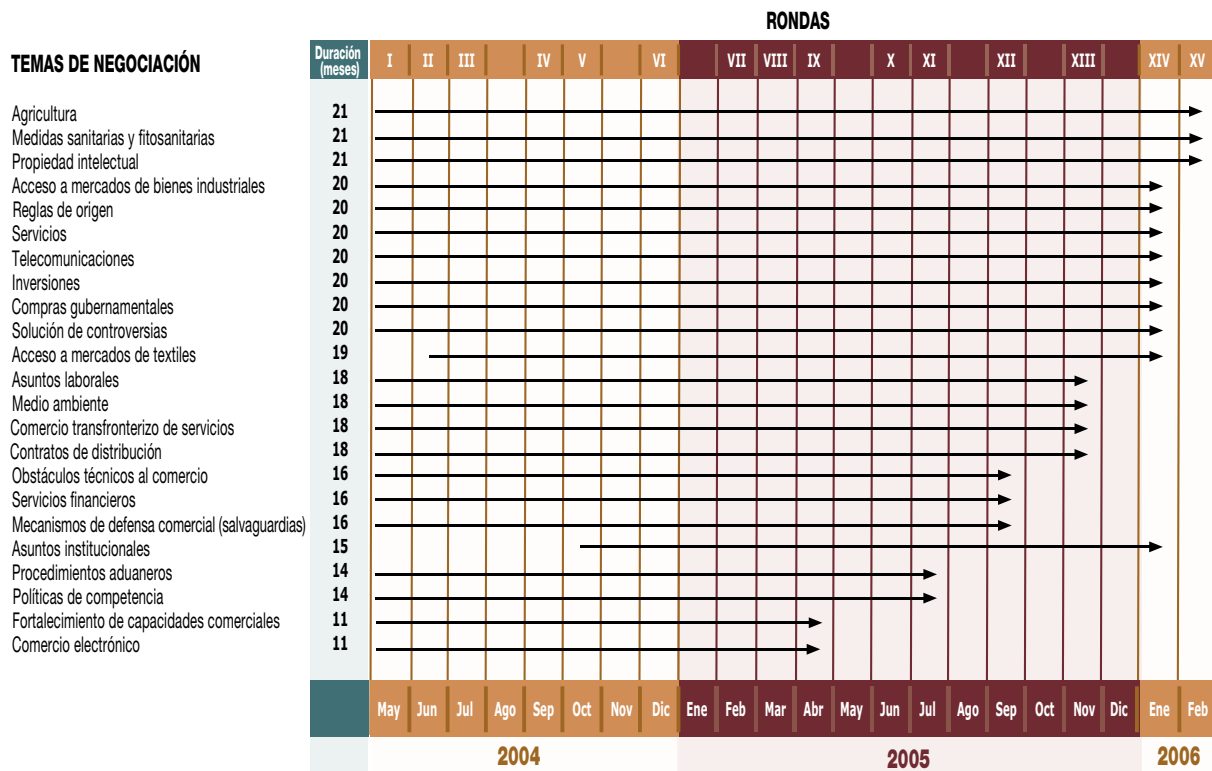 RONDAS
TEMAS DE NEGOCIACIÓN
Duración (meses)
I II III IV V VI VII VIII IX X XI XII XIII XIV XV
Agricultura 21
Medidas sanitarias y fitosanitarias 21
Propiedad intelectual 21
Acceso a mercados de bienes industriales 20
Reglas de origen 20
Servicios 20
Telecomunicaciones 20
Inversiones 20
Compras gubernamentales 20
Solución de controversias 20
Acceso a mercados de textiles 19
Asuntos laborales 18
Medio ambiente 18
Comercio transfronterizo de servicios 18
Contratos de distribución 18
Obstáculos técnicos al comercio 16
Servicios financieros 16
Mecanismos de defensa comercial (salvaguardias) 16
Asuntos institucionales 15
Procedimientos aduaneros 14
Políticas de competencia 14
Fortalecimiento de capacidades comerciales 11
Comercio electrónico 11
May Jun Jul Ago Sep Oct Nov Dic Ene Feb Mar Abr May Jun Jul Ago Sep Oct Nov Dic Ene Feb
2004 2005 2006